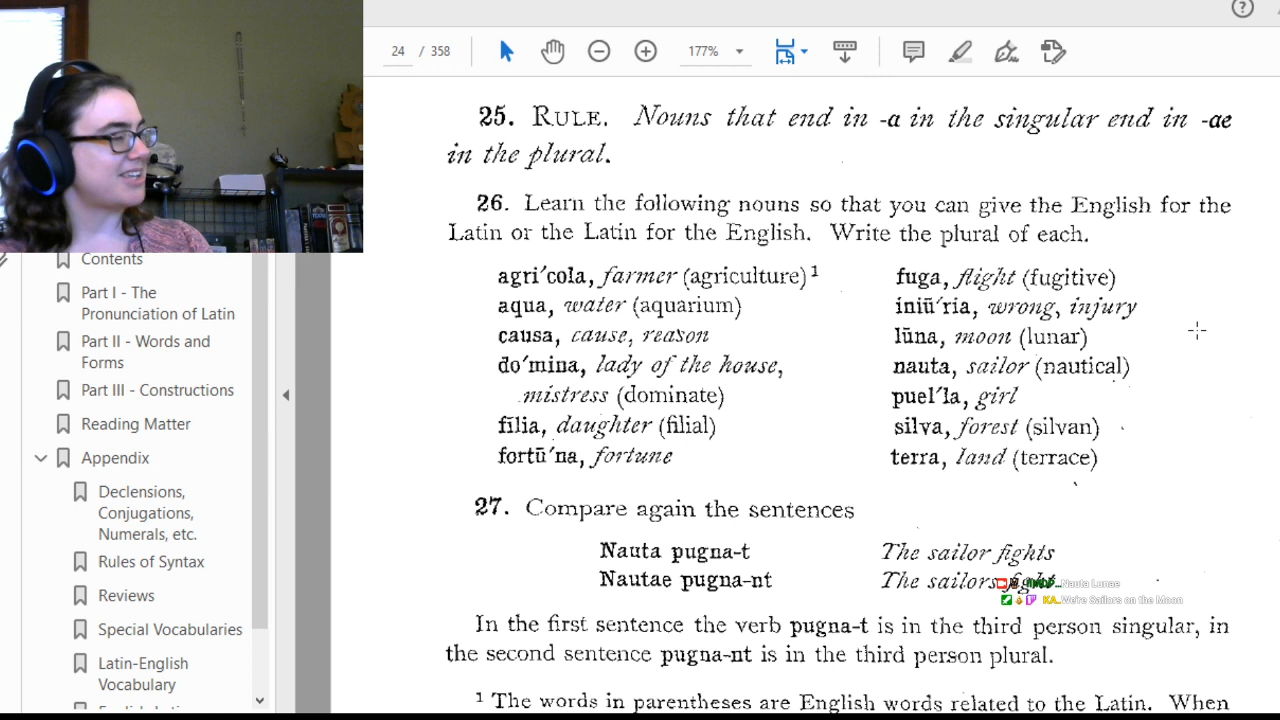 24 / 358
177%
25. RULE. Nouns that end in -a in the singular end in -ae
in the plural.
26. Learn the following nouns so that you can give the English for the
Latin or the Latin for the English. Write the plural of each.
agri′cola, farmer (agriculture)¹
aqua, water (aquarium)
causa, cause, reason
do′mina, lady of the house,
mistress (dominate)
fīlia, daughter (filial)
fortū′na, fortune
fuga, flight (fugitive)
iniū′ria, wrong, injury
lūna, moon (lunar)
nauta, sailor (nautical)
puel′la, girl
silva, forest (silvan)
terra, land (terrace)
27. Compare again the sentences
Nauta pugna-t The sailor fights
Nautae pugna-nt The sailors fight
Nauta Lunae
KA.. We're Sailors on the Moon
In the first sentence the verb pugna-t is in the third person singular, in
the second sentence pugna-nt is in the third person plural.
¹ The words in parentheses are English words related to the Latin. When
Contents
Part I - The
Pronunciation of Latin
Part II - Words and
Forms
Part III - Constructions
Reading Matter
Appendix
Declensions,
Conjugations,
Numerals, etc.
Rules of Syntax
Reviews
Special Vocabularies
Latin-English
Vocabulary